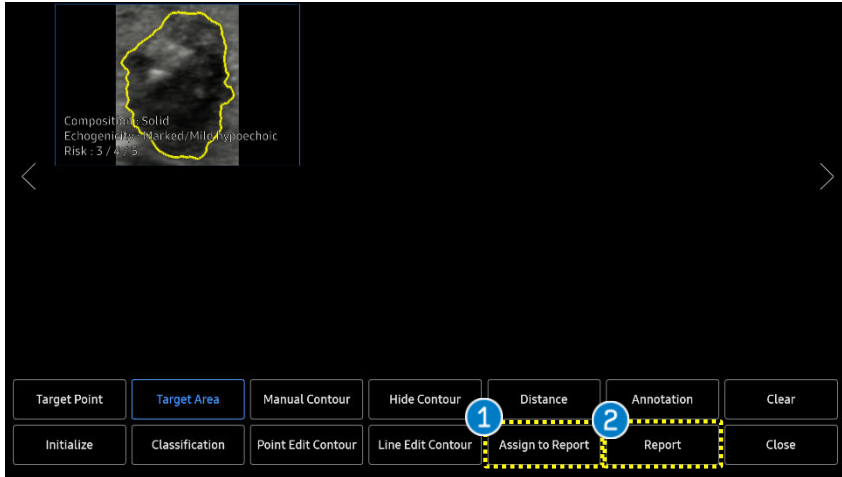 Composition : Solid
Echogenicity : Marked/Mild hypoechoic
Risk : 3 / 4 / 5
Target Point
Target Area
Manual Contour
Hide Contour
Distance
Annotation
Clear
1
2
Initialize
Classification
Point Edit Contour
Line Edit Contour
Assign to Report
Report
Close